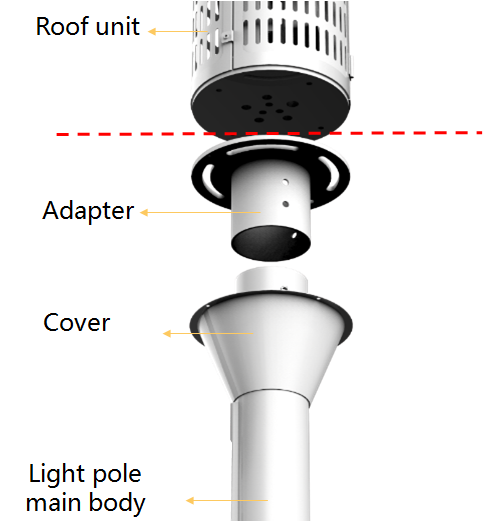 Roof unit
Adapter
Cover
Light pole
main body